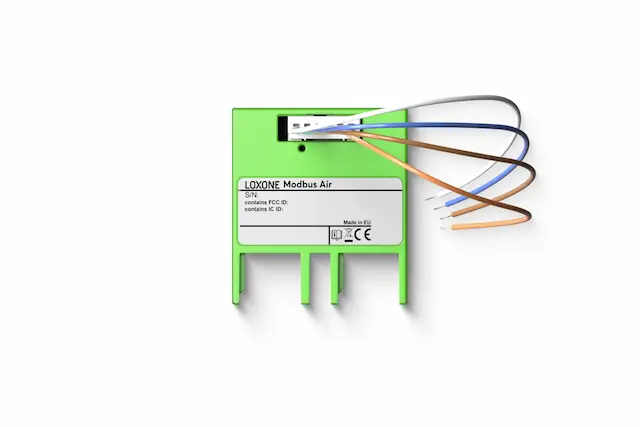 LOXONE Modbus Air
S/N:
contains FCC ID:
contains IC ID:
Made in EU
CE